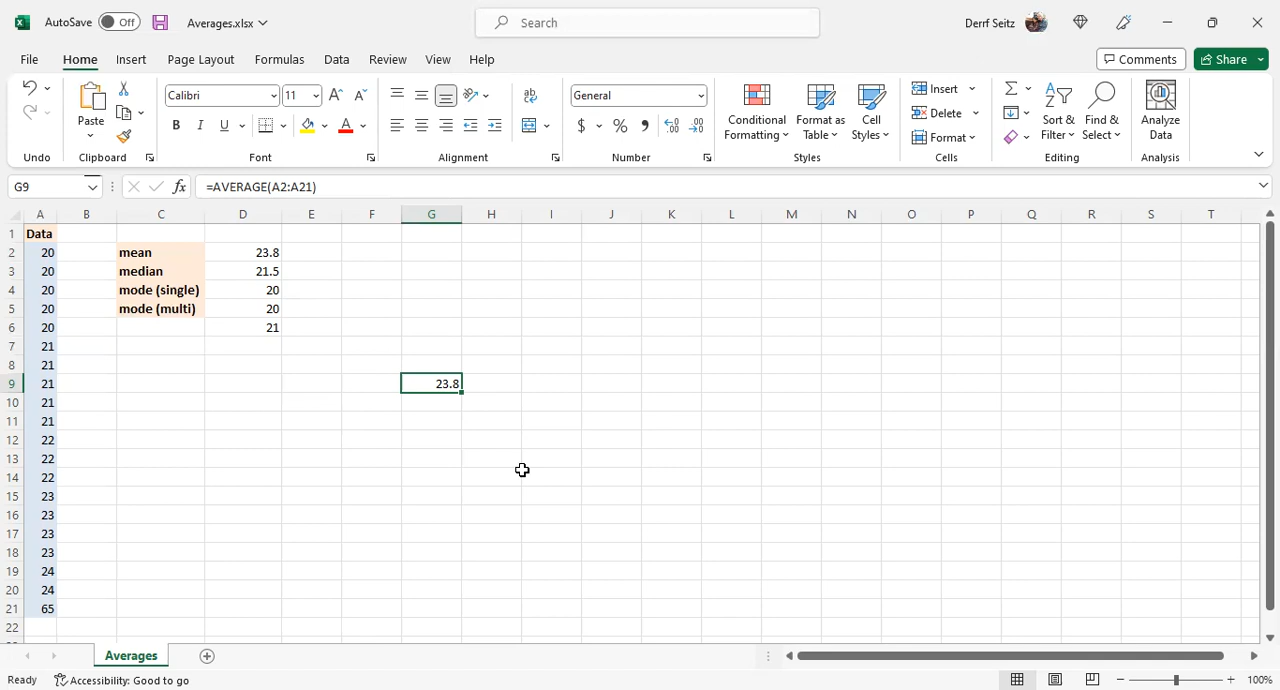 AutoSave Off Averages.xlsx Search Derrf Seitz
File Home Insert Page Layout Formulas Data Review View Help Comments Share
Paste Calibri 11 General Conditional Formatting Format as Table Cell Styles Insert Delete Format Sort & Filter Find & Select Analyze Data
Undo Clipboard Font Alignment Number Styles Cells Editing Analysis
G9 fx =AVERAGE(A2:A21)
A B C D E F G H I J K L M N O P Q R S T
1 Data
2 20 mean 23.8
3 20 median 21.5
4 20 mode (single) 20
5 20 mode (multi) 20
6 20 21
7 21
8 21
9 21 23.8
10 21
11 21
12 22
13 22
14 22
15 23
16 23
17 23
18 23
19 24
20 24
21 65
22
Averages
Ready Accessibility: Good to go 100%